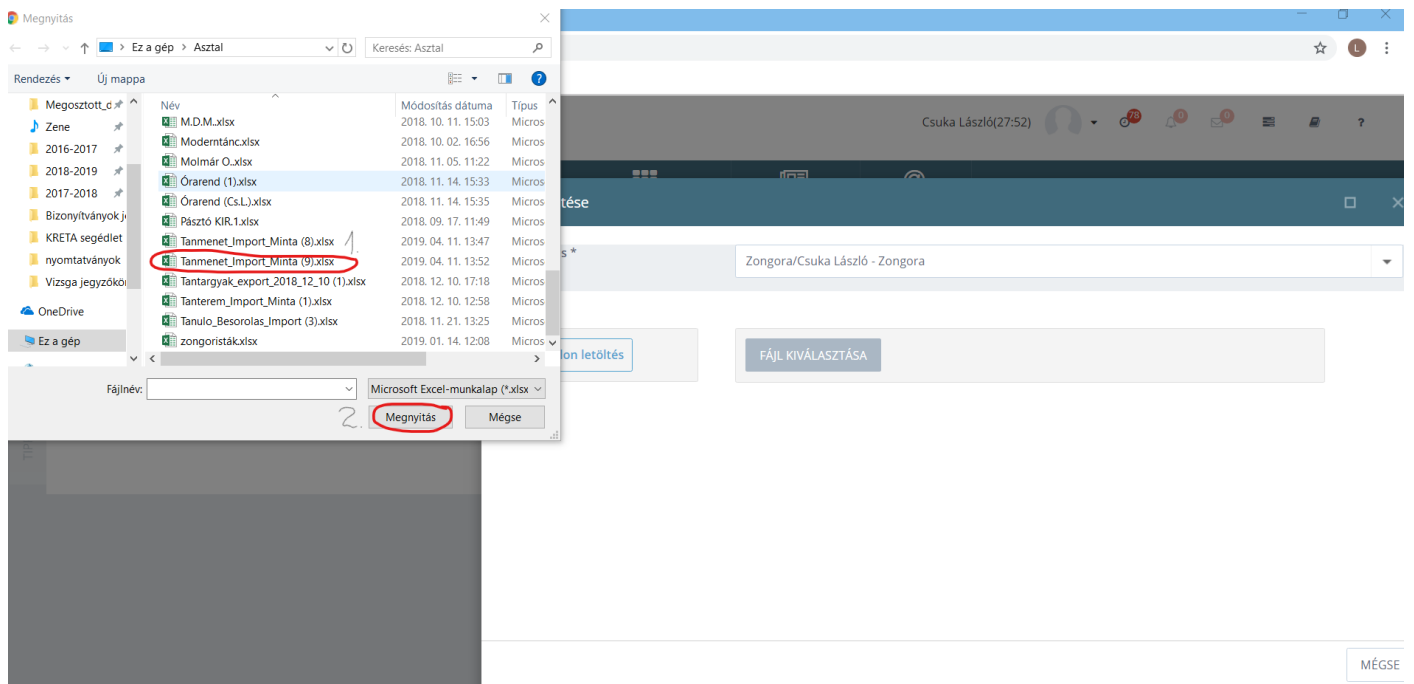 Megnyitás
Ez a gép > Asztal
Keresés: Asztal
L
Rendezés
Új mappa
?
Megosztott_d
Zene
2016-2017
2018-2019
2017-2018
Bizonyítványok j
KRETA segédlet
nyomtatványok
Vizsga jegyzőkö
OneDrive
Ez a gép
Név Módosítás dátuma Típus
M.D.M..xlsx 2018. 10. 11. 15:03 Micros
Moderntánc.xlsx 2018. 10. 02. 16:56 Micros
Molmár O..xlsx 2018. 11. 05. 11:22 Micros
Órarend (1).xlsx 2018. 11. 14. 15:33 Micros
Órarend (Cs.L.).xlsx 2018. 11. 14. 15:35 Micros
Pásztó KIR.1.xlsx 2018. 09. 17. 11:49 Micros
Tanmenet_Import_Minta (8).xlsx 1. 2019. 04. 11. 13:47 Micros
Tanmenet_Import_Minta (9).xlsx 2019. 04. 11. 13:52 Micros
Tantargyak_export_2018_12_10 (1).xlsx 2018. 12. 10. 17:18 Micros
Tanterem_Import_Minta (1).xlsx 2018. 12. 10. 12:58 Micros
Tanulo_Besorolas_Import (3).xlsx 2018. 11. 21. 13:25 Micros
zongoristák.xlsx 2019. 01. 14. 12:08 Micros
Fájlnév:
Microsoft Excel-munkalap (*.xlsx
2. Megnyitás Mégse
Csuka László(27:52)
78 0 0 ?
tése
s *
Zongora/Csuka László - Zongora
lon letöltés
FÁJL KIVÁLASZTÁSA
TIP
MÉGSE